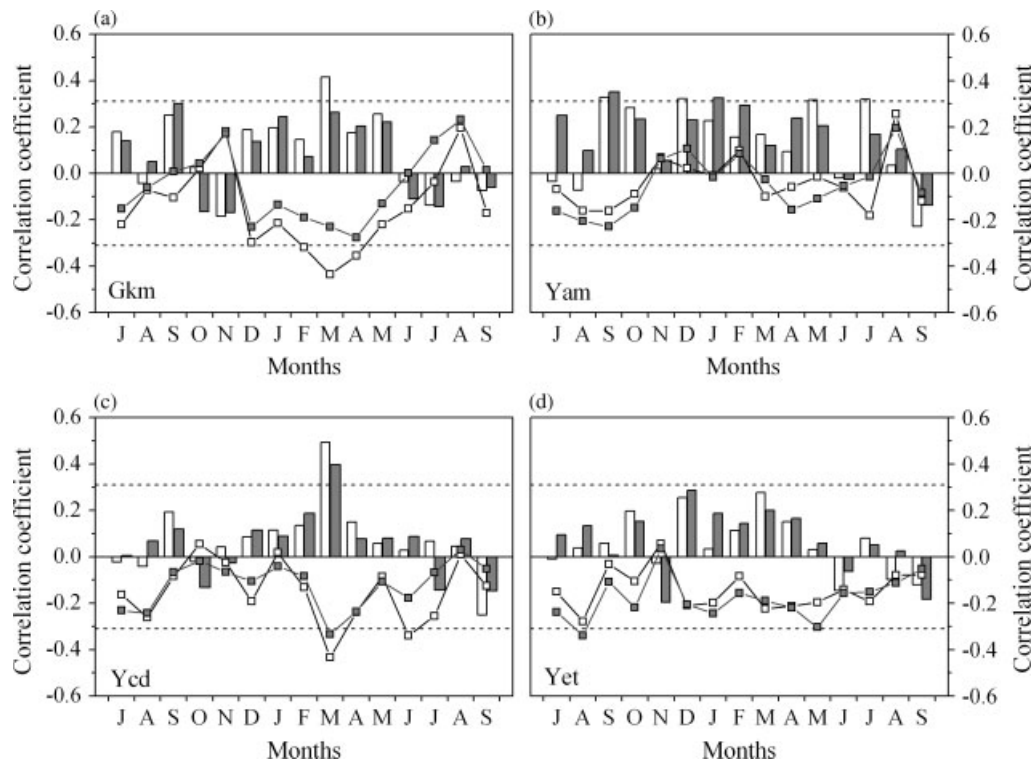 (a)
(b)
0.6
0.4
0.2
0.0
-0.2
-0.4
-0.6
Correlation coefficient
Gkm
J A S O N D J F M A M J J A S
Months
Yam
J A S O N D J F M A M J J A S
Months
0.6
0.4
0.2
0.0
-0.2
-0.4
-0.6
Correlation coefficient
(c)
(d)
0.6
0.4
0.2
0.0
-0.2
-0.4
-0.6
Correlation coefficient
Ycd
J A S O N D J F M A M J J A S
Months
Yet
J A S O N D J F M A M J J A S
Months
0.6
0.4
0.2
0.0
-0.2
-0.4
-0.6
Correlation coefficient